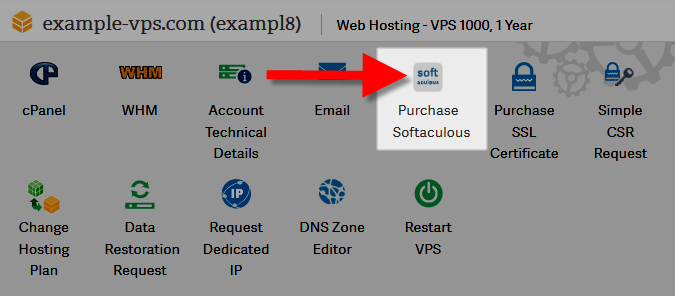 example-vps.com (exampl8) Web Hosting - VPS 1000, 1 Year
cP
WHM
soft
aculous
cPanel WHM Account Email Purchase Purchase Simple
Technical Softaculous SSL CSR
Details Certificate Request
IP
Change Data Request DNS Zone Restart
Hosting Restoration Dedicated Editor VPS
Plan Request IP